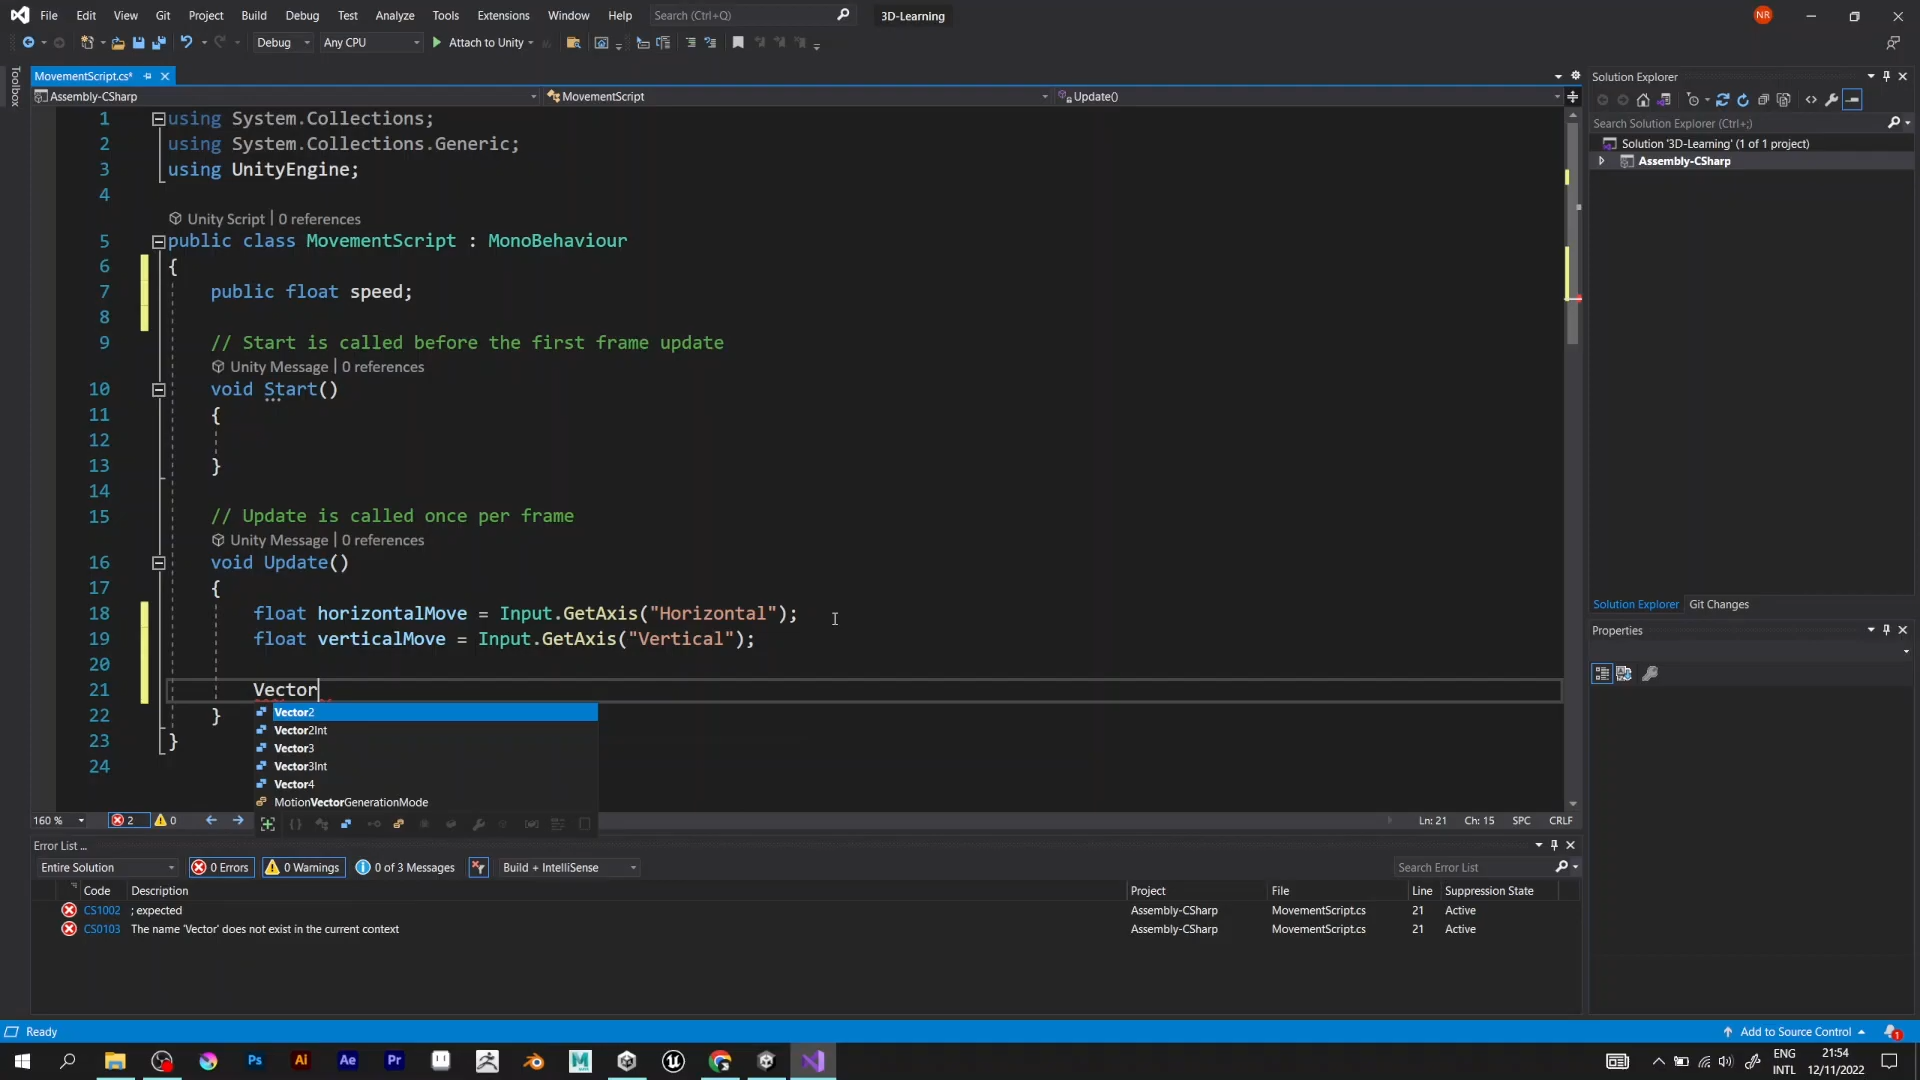 File Edit View Git Project Build Debug Test Analyze Tools Extensions Window Help Search (Ctrl+Q) 3D-Learning NR
Debug Any CPU Attach to Unity
Toolbox
MovementScript.cs*
Assembly-CSharp MovementScript Update()
1 using System.Collections;
2 using System.Collections.Generic;
3 using UnityEngine;
4
Unity Script | 0 references
5 public class MovementScript : MonoBehaviour
6 {
7 public float speed;
8
9 // Start is called before the first frame update
Unity Message | 0 references
10 void Start()
11 {
12
13 }
14
15 // Update is called once per frame
Unity Message | 0 references
16 void Update()
17 {
18 float horizontalMove = Input.GetAxis("Horizontal");
19 float verticalMove = Input.GetAxis("Vertical");
20
21 Vector
22 }
23 }
24
Vector2
Vector2Int
Vector3
Vector3Int
Vector4
MotionVectorGenerationMode
160 % 2 0 Ln: 21 Ch: 15 SPC CRLF
Error List ...
Entire Solution 0 Errors 0 Warnings 0 of 3 Messages Build + IntelliSense Search Error List
Code Description Project File Line Suppression State
CS1002 ; expected Assembly-CSharp MovementScript.cs 21 Active
CS0103 The name 'Vector' does not exist in the current context Assembly-CSharp MovementScript.cs 21 Active
Solution Explorer
Search Solution Explorer (Ctrl+;)
Solution '3D-Learning' (1 of 1 project)
Assembly-CSharp
Solution Explorer Git Changes
Properties
Ready Add to Source Control 1
Ps Ai Ae Pr M ENG INTL 21:54 12/11/2022